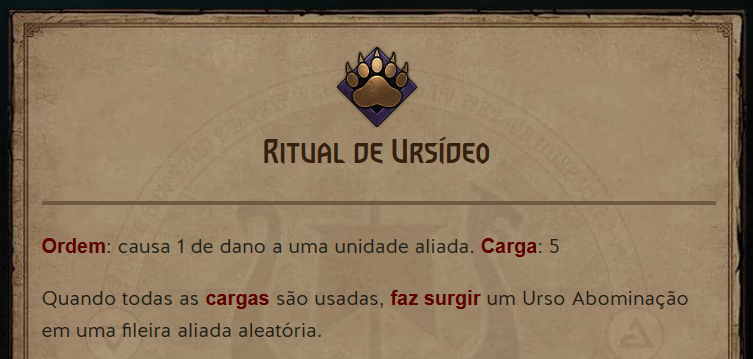 Ritual de Ursídeo
Ordem: causa 1 de dano a uma unidade aliada. Carga: 5
Quando todas as cargas são usadas, faz surgir um Urso Abominação
em uma fileira aliada aleatória.